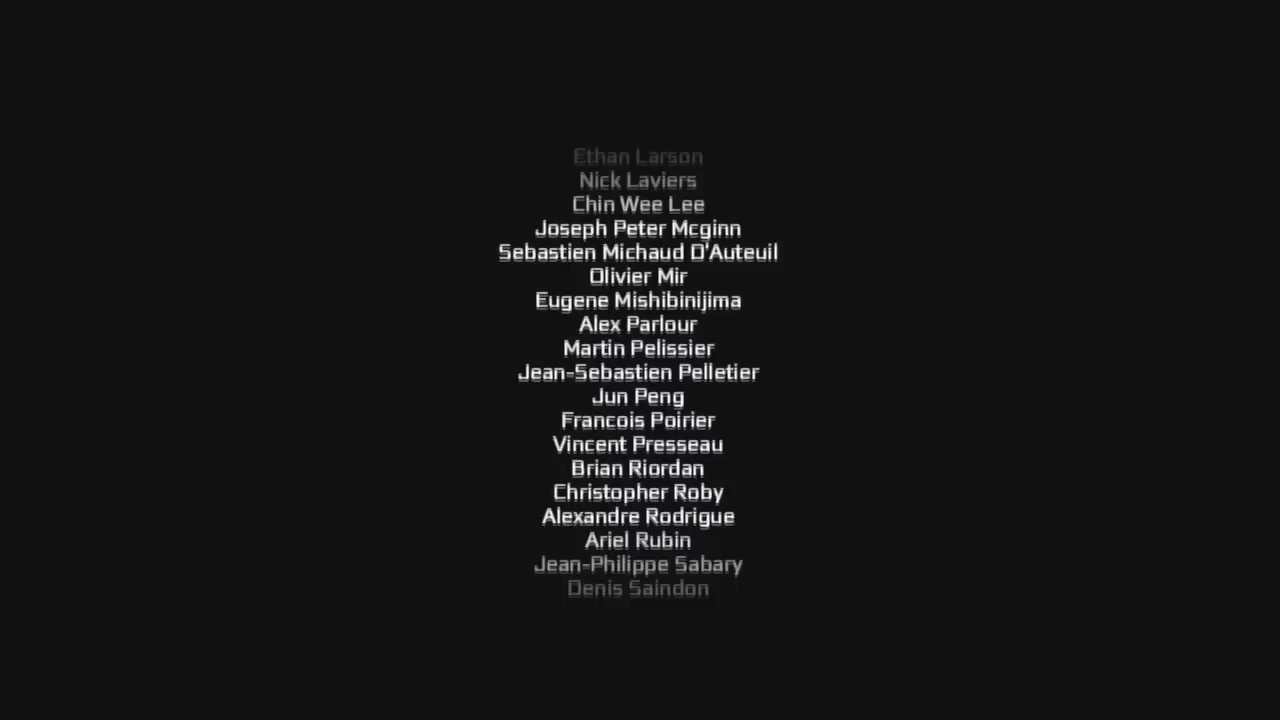 Ethan Larson
Nick Laviers
Chin Wee Lee
Joseph Peter Mcginn
Sebastien Michaud D'Auteuil
Olivier Mir
Eugene Mishibinijima
Alex Parlour
Martin Pelissier
Jean-Sebastien Pelletier
Jun Peng
Francois Poirier
Vincent Presseau
Brian Riordan
Christopher Roby
Alexandre Rodrigue
Ariel Rubin
Jean-Philippe Sabary
Denis Saindon